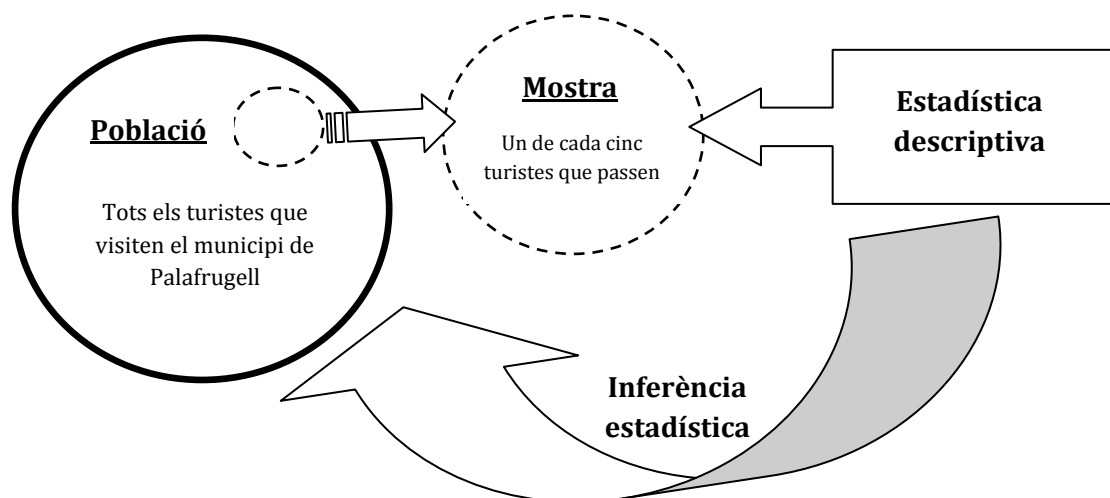 Població
Tots els turistes que
visiten el municipi de
Palafrugell
Mostra
Un de cada cinc
turistes que passen
Estadística
descriptiva
Inferència
estadística